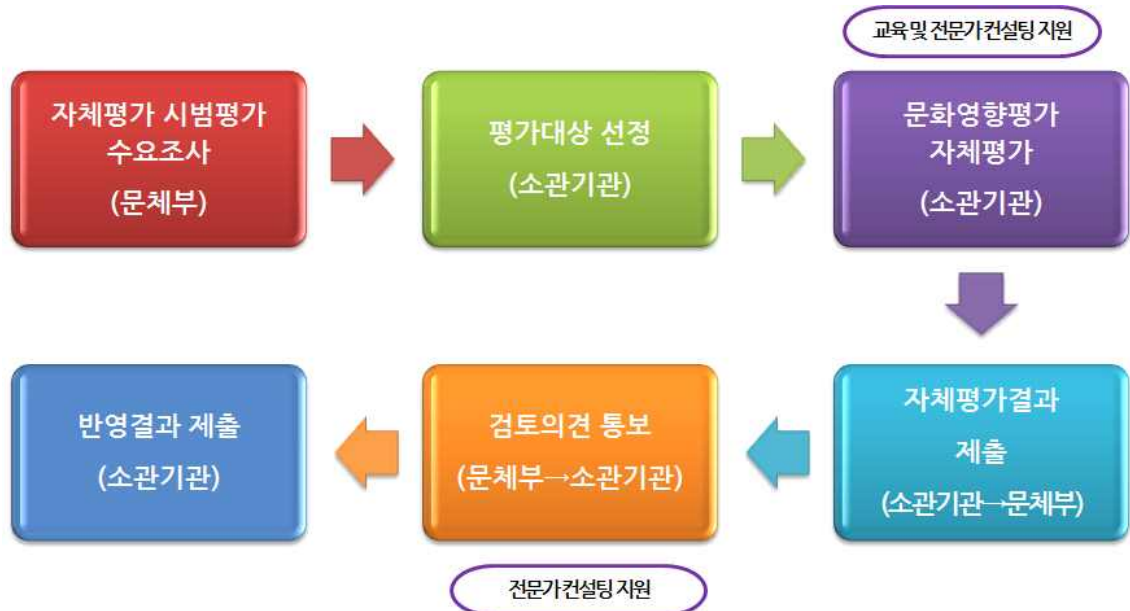 교육 및 전문가 컨설팅 지원
자체평가 시범평가
수요조사
(문체부)
평가대상 선정
(소관기관)
문화영향평가
자체평가
(소관기관)
자체평가결과
제출
(소관기관→문체부)
검토의견 통보
(문체부→소관기관)
반영결과 제출
(소관기관)
전문가 컨설팅 지원